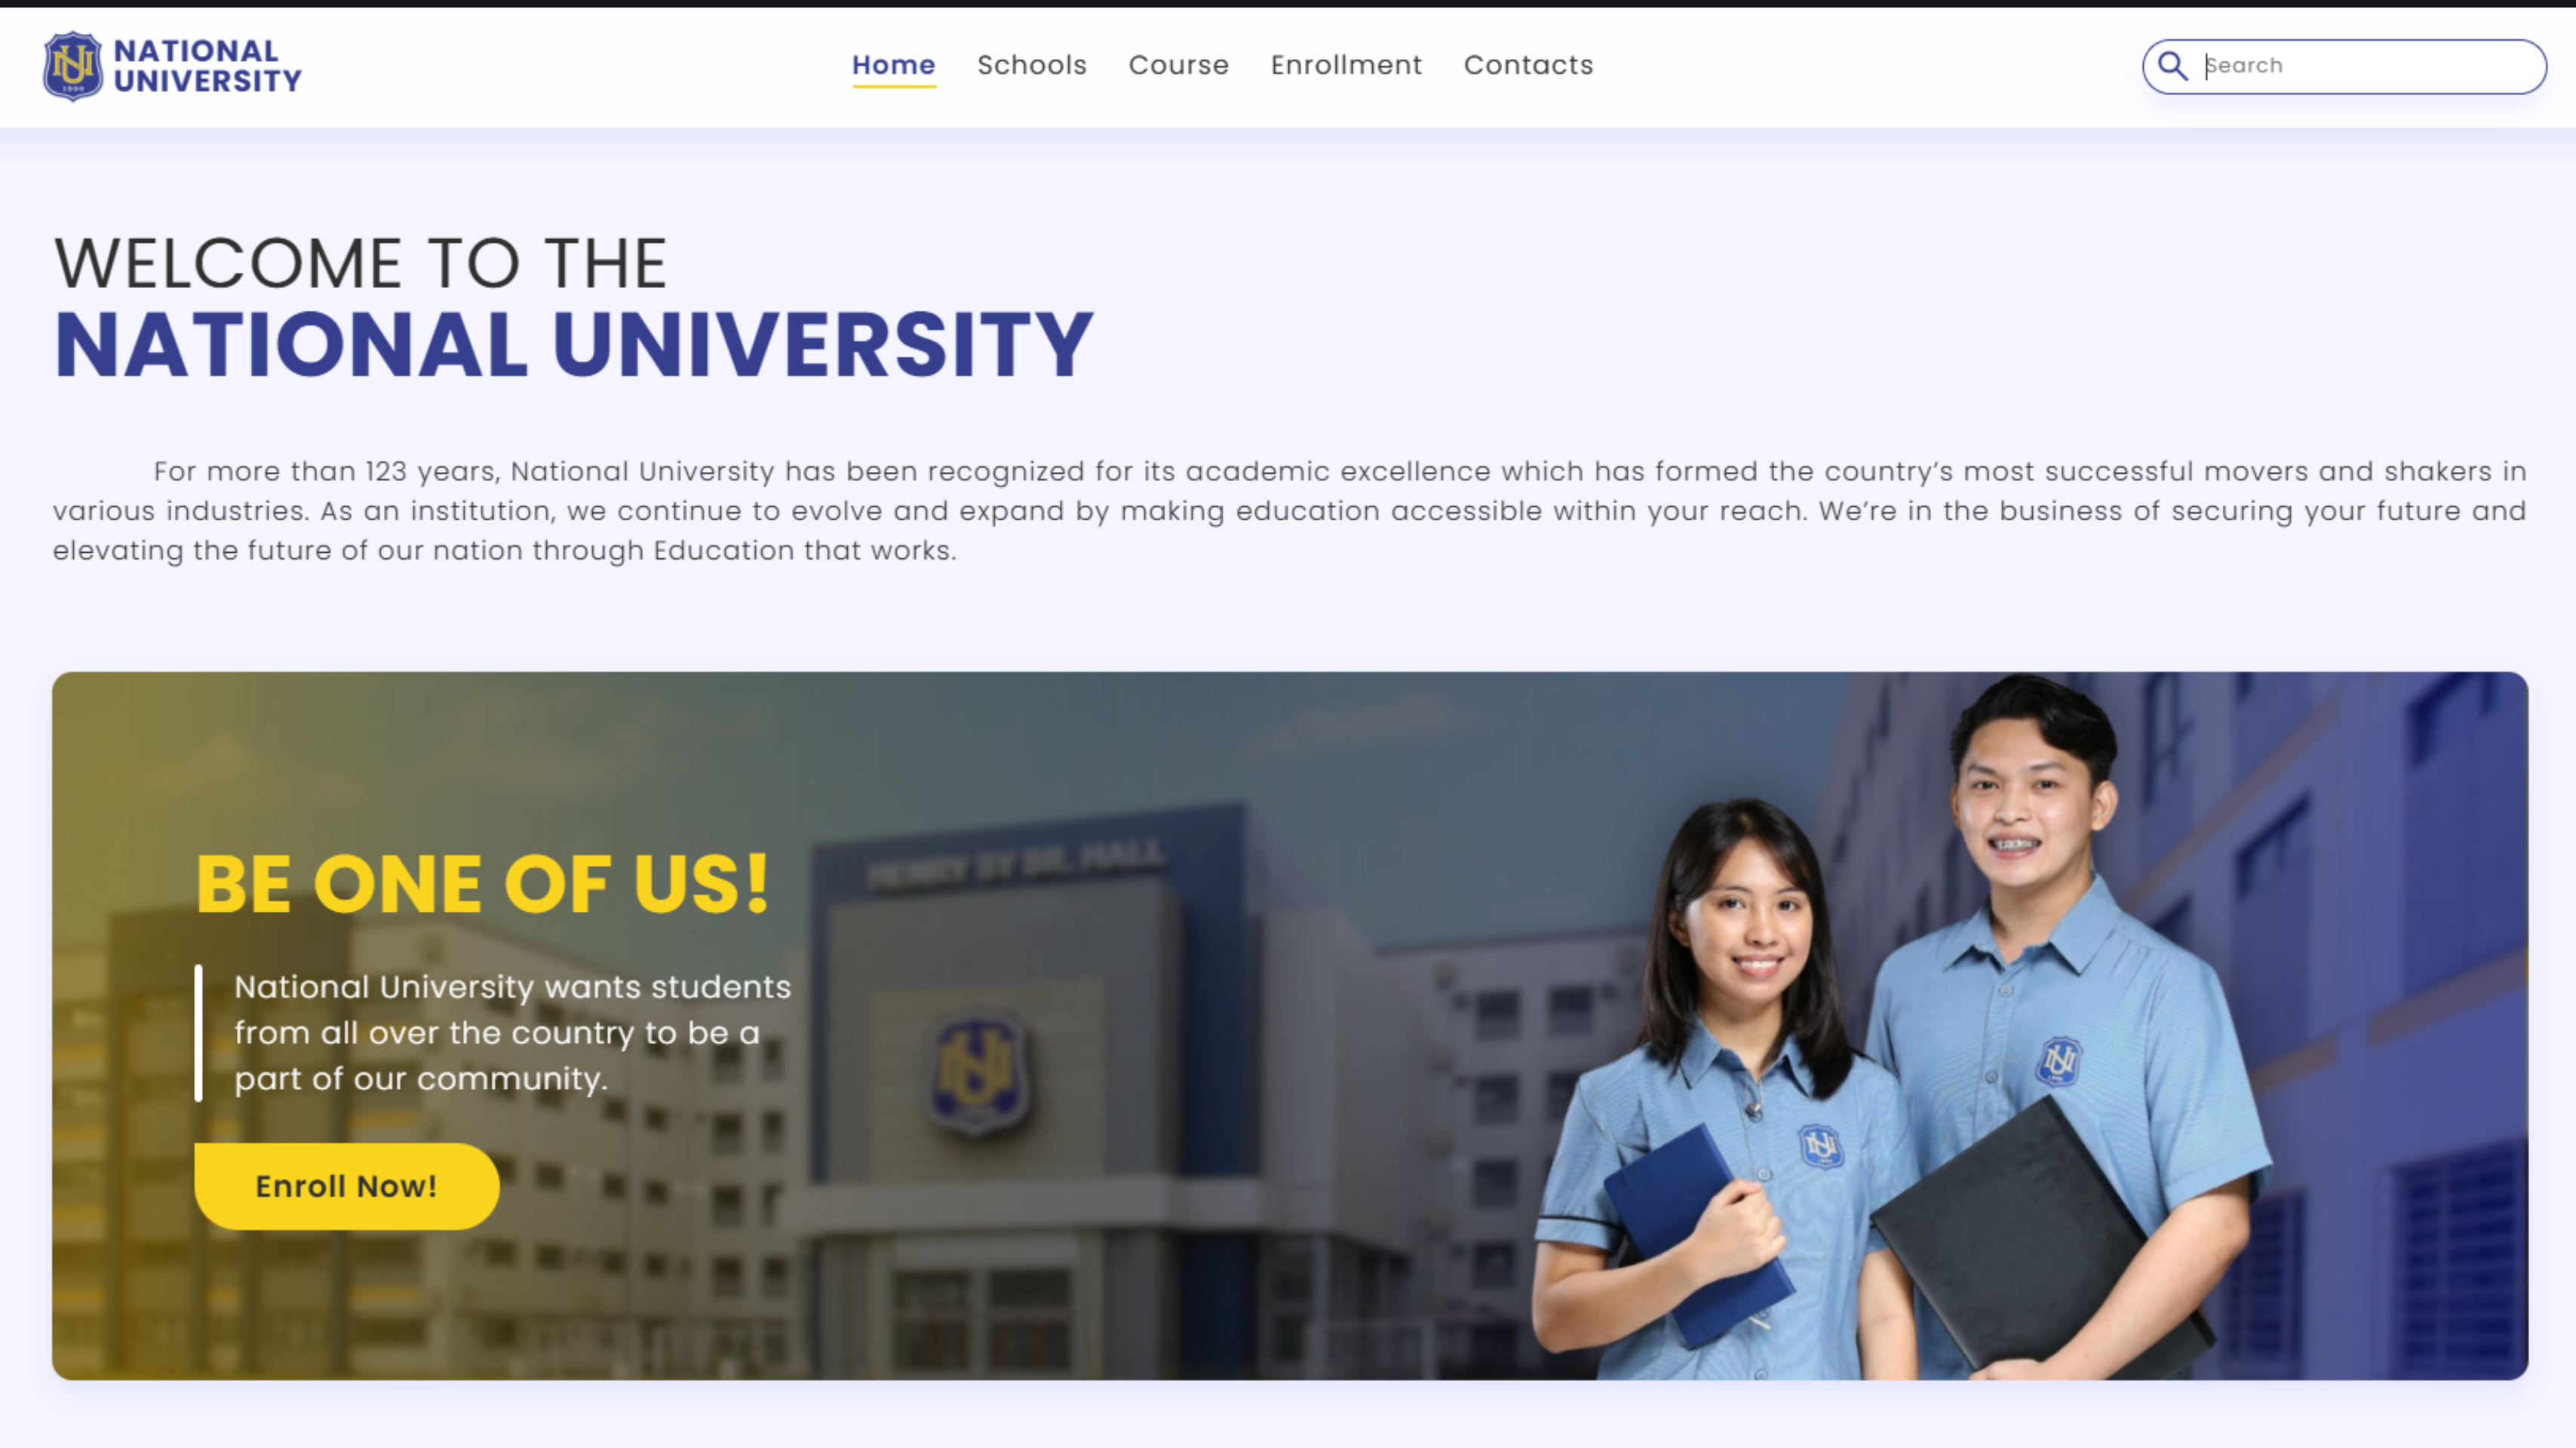 NATIONAL
UNIVERSITY
1900
Home Schools Course Enrollment Contacts
Search
WELCOME TO THE
NATIONAL UNIVERSITY
For more than 123 years, National University has been recognized for its academic excellence which has formed the country’s most successful movers and shakers in
various industries. As an institution, we continue to evolve and expand by making education accessible within your reach. We’re in the business of securing your future and
elevating the future of our nation through Education that works.
HENRY SY SR. HALL
BE ONE OF US!
National University wants students
from all over the country to be a
part of our community.
Enroll Now!